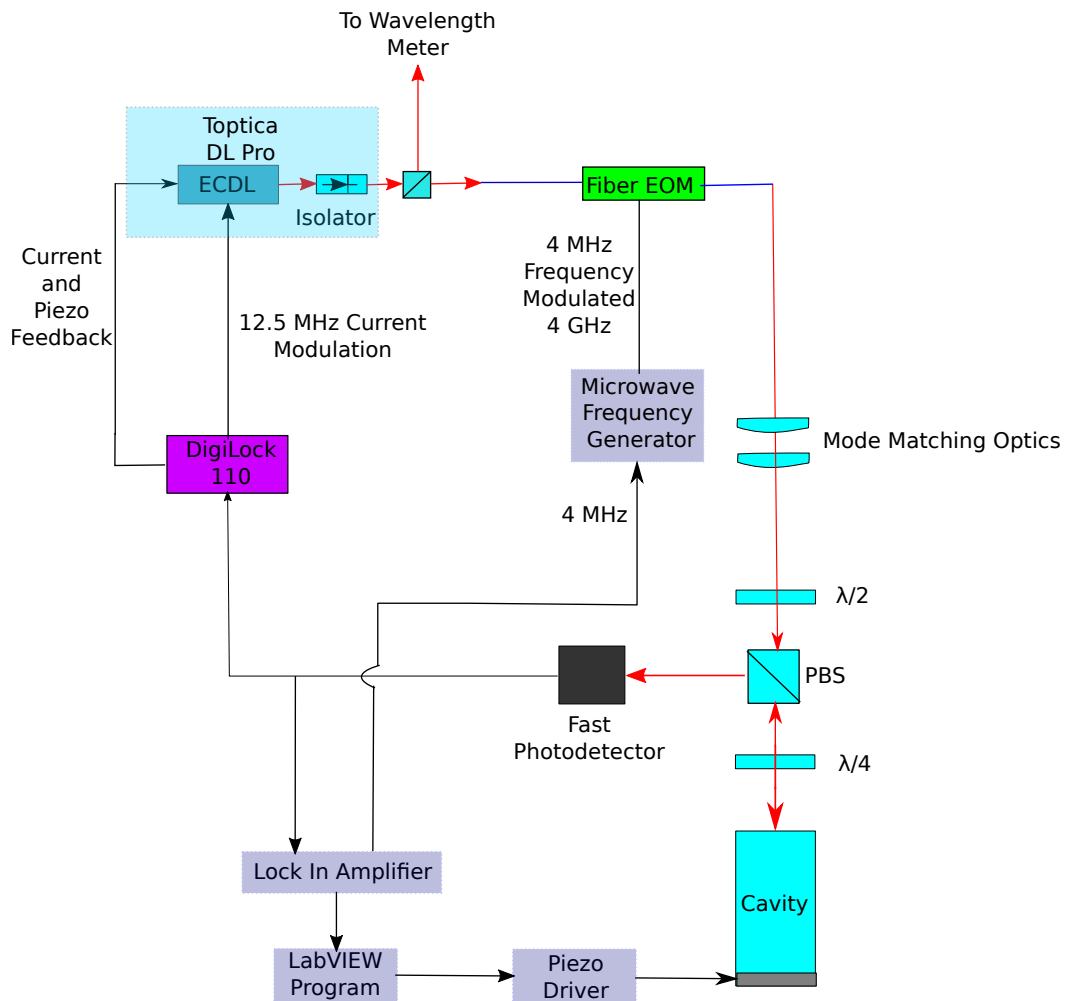 To Wavelength
Meter
Toptica
DL Pro
ECDL
Isolator
Fiber EOM
Current
and
Piezo
Feedback
12.5 MHz Current
Modulation
4 MHz
Frequency
Modulated
4 GHz
Microwave
Frequency
Generator
Mode Matching Optics
DigiLock
110
4 MHz
λ/2
PBS
Fast
Photodetector
λ/4
Lock In Amplifier
Cavity
LabVIEW
Program
Piezo
Driver